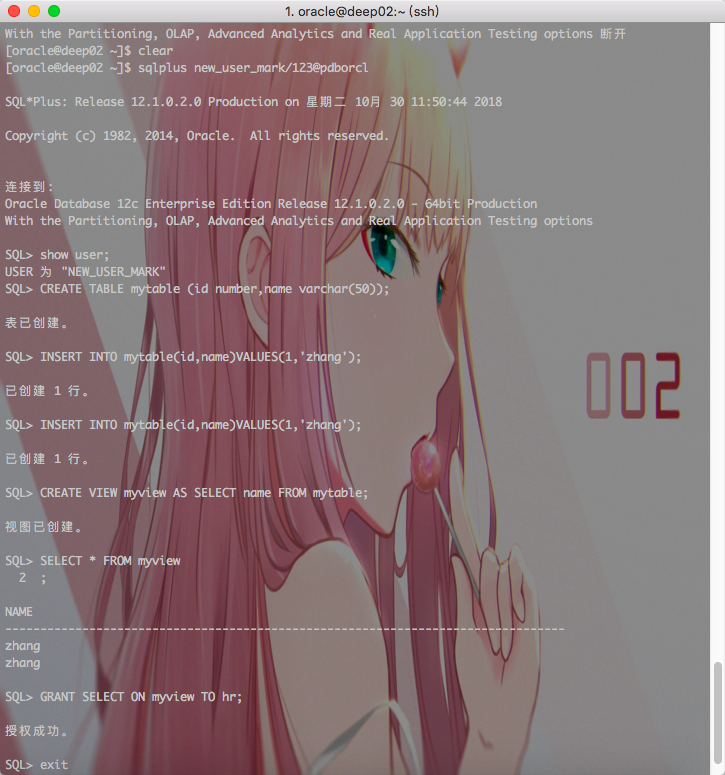 1. oracle@deep02:~ (ssh)
With the Partitioning, OLAP, Advanced Analytics and Real Application Testing options 断开
[oracle@deep02 ~]$ clear
[oracle@deep02 ~]$ sqlplus new_user_mark/123@pdborcl
SQL*Plus: Release 12.1.0.2.0 Production on 星期二 10月 30 11:50:44 2018
Copyright (c) 1982, 2014, Oracle.  All rights reserved.
连接到:
Oracle Database 12c Enterprise Edition Release 12.1.0.2.0 - 64bit Production
With the Partitioning, OLAP, Advanced Analytics and Real Application Testing options
SQL> show user;
USER 为 "NEW_USER_MARK"
SQL> CREATE TABLE mytable (id number,name varchar(50));
表已创建。
SQL> INSERT INTO mytable(id,name)VALUES(1,'zhang');
已创建 1 行。
SQL> INSERT INTO mytable(id,name)VALUES(1,'zhang');
已创建 1 行。
SQL> CREATE VIEW myview AS SELECT name FROM mytable;
视图已创建。
SQL> SELECT * FROM myview
  2  ;
NAME
--------------------------------------------------------------------------------
zhang
zhang
SQL> GRANT SELECT ON myview TO hr;
授权成功。
SQL> exit
002